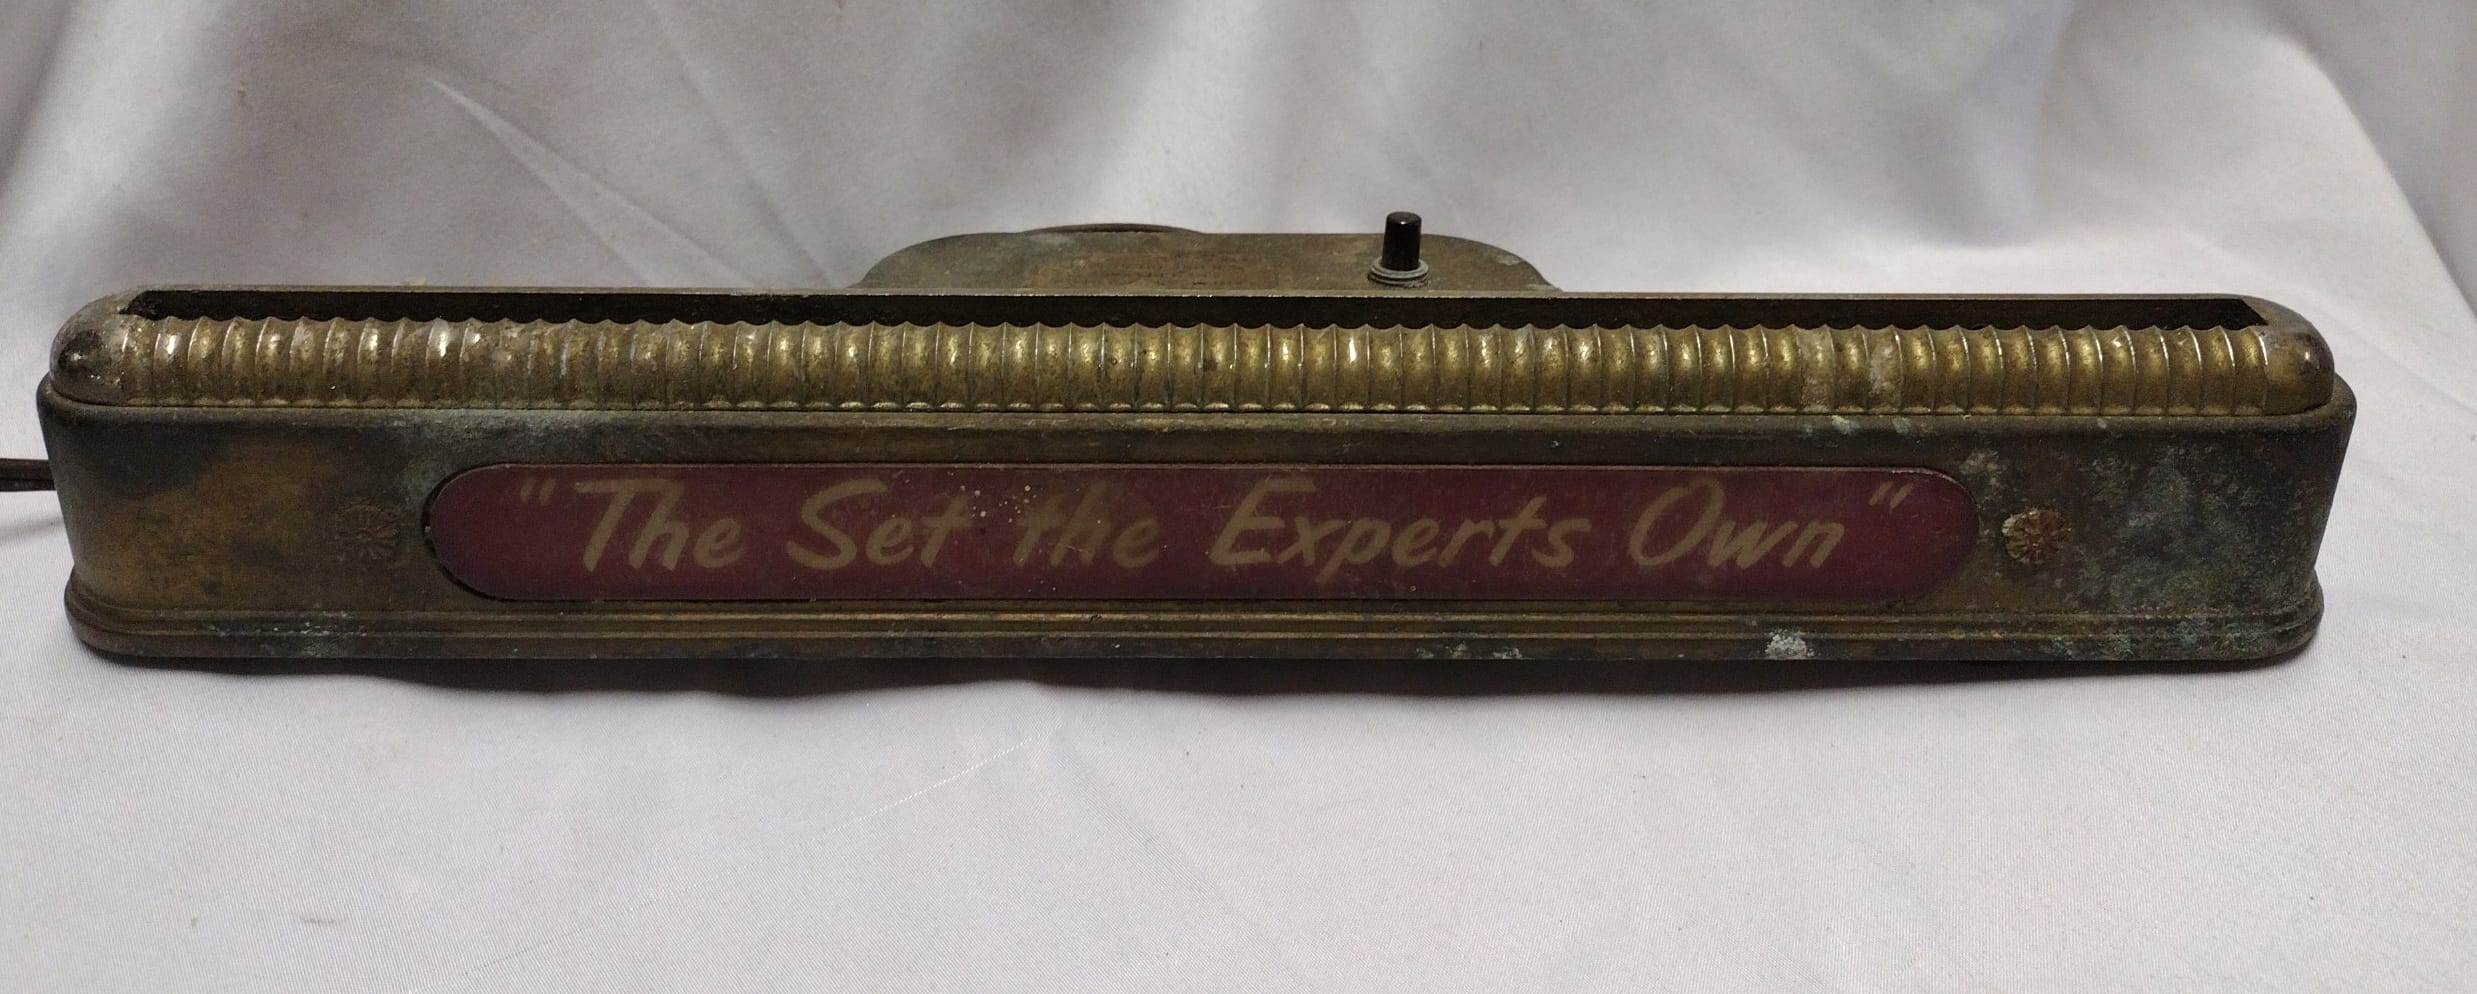 "The Set the Experts Own"